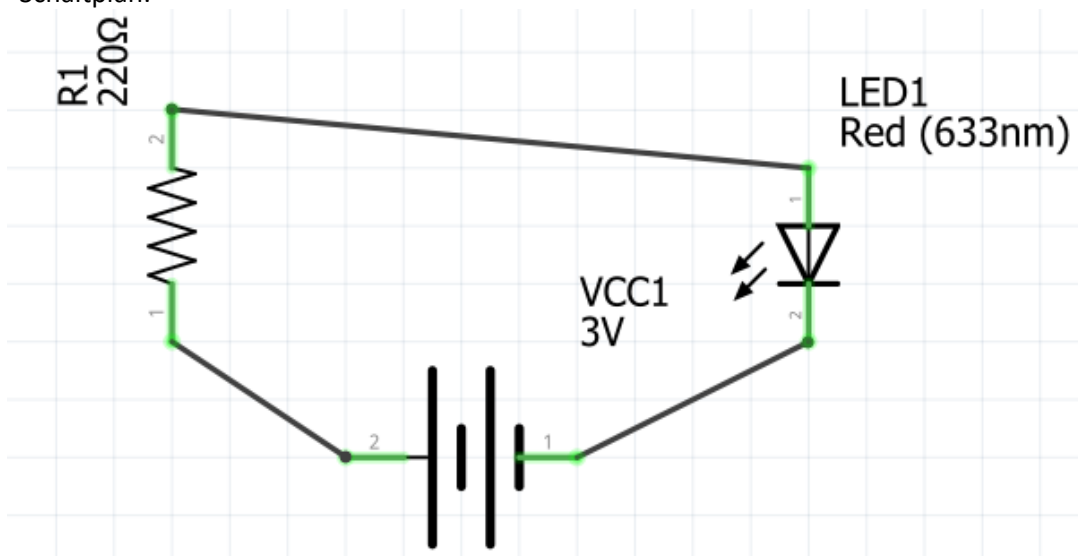 Schaltplan:
R1
220Ω
LED1
Red (633nm)
2
1
1
2
VCC1
3V
2
1